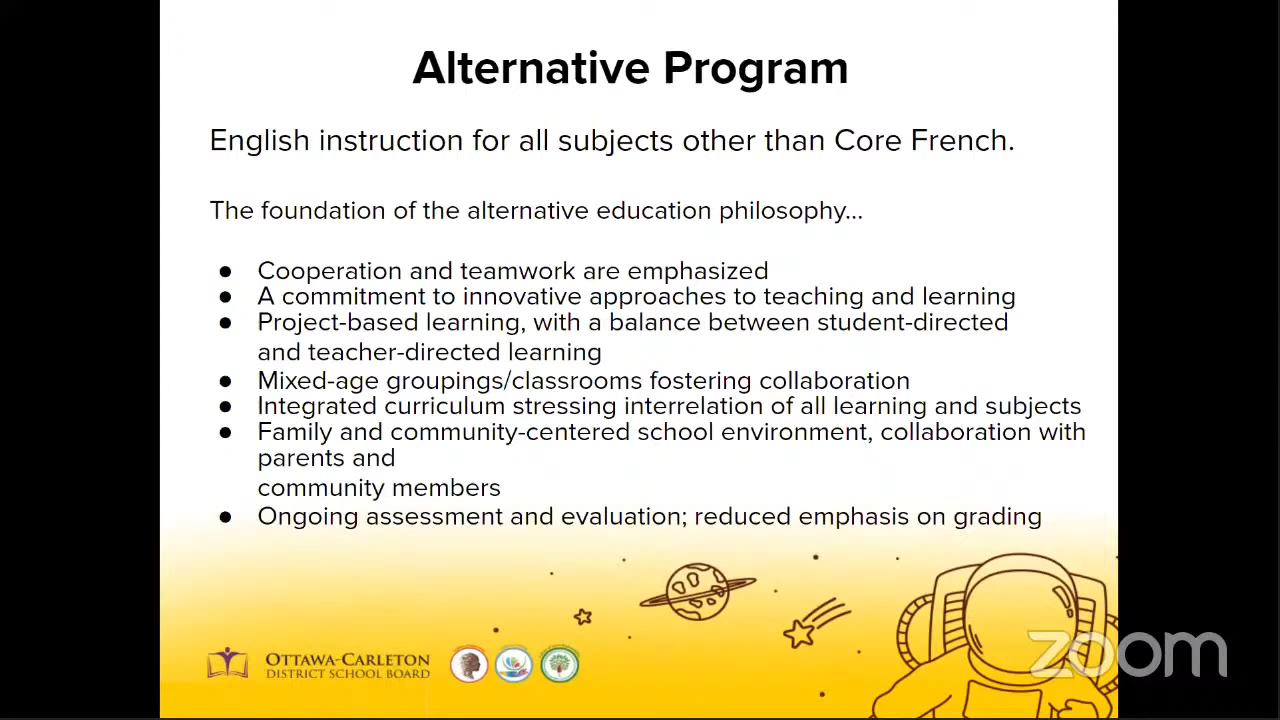 Alternative Program
English instruction for all subjects other than Core French.
The foundation of the alternative education philosophy...
● Cooperation and teamwork are emphasized
● A commitment to innovative approaches to teaching and learning
● Project-based learning, with a balance between student-directed
and teacher-directed learning
● Mixed-age groupings/classrooms fostering collaboration
● Integrated curriculum stressing interrelation of all learning and subjects
● Family and community-centered school environment, collaboration with
parents and
community members
● Ongoing assessment and evaluation; reduced emphasis on grading
OTTAWA-CARLETON
DISTRICT SCHOOL BOARD
zoom